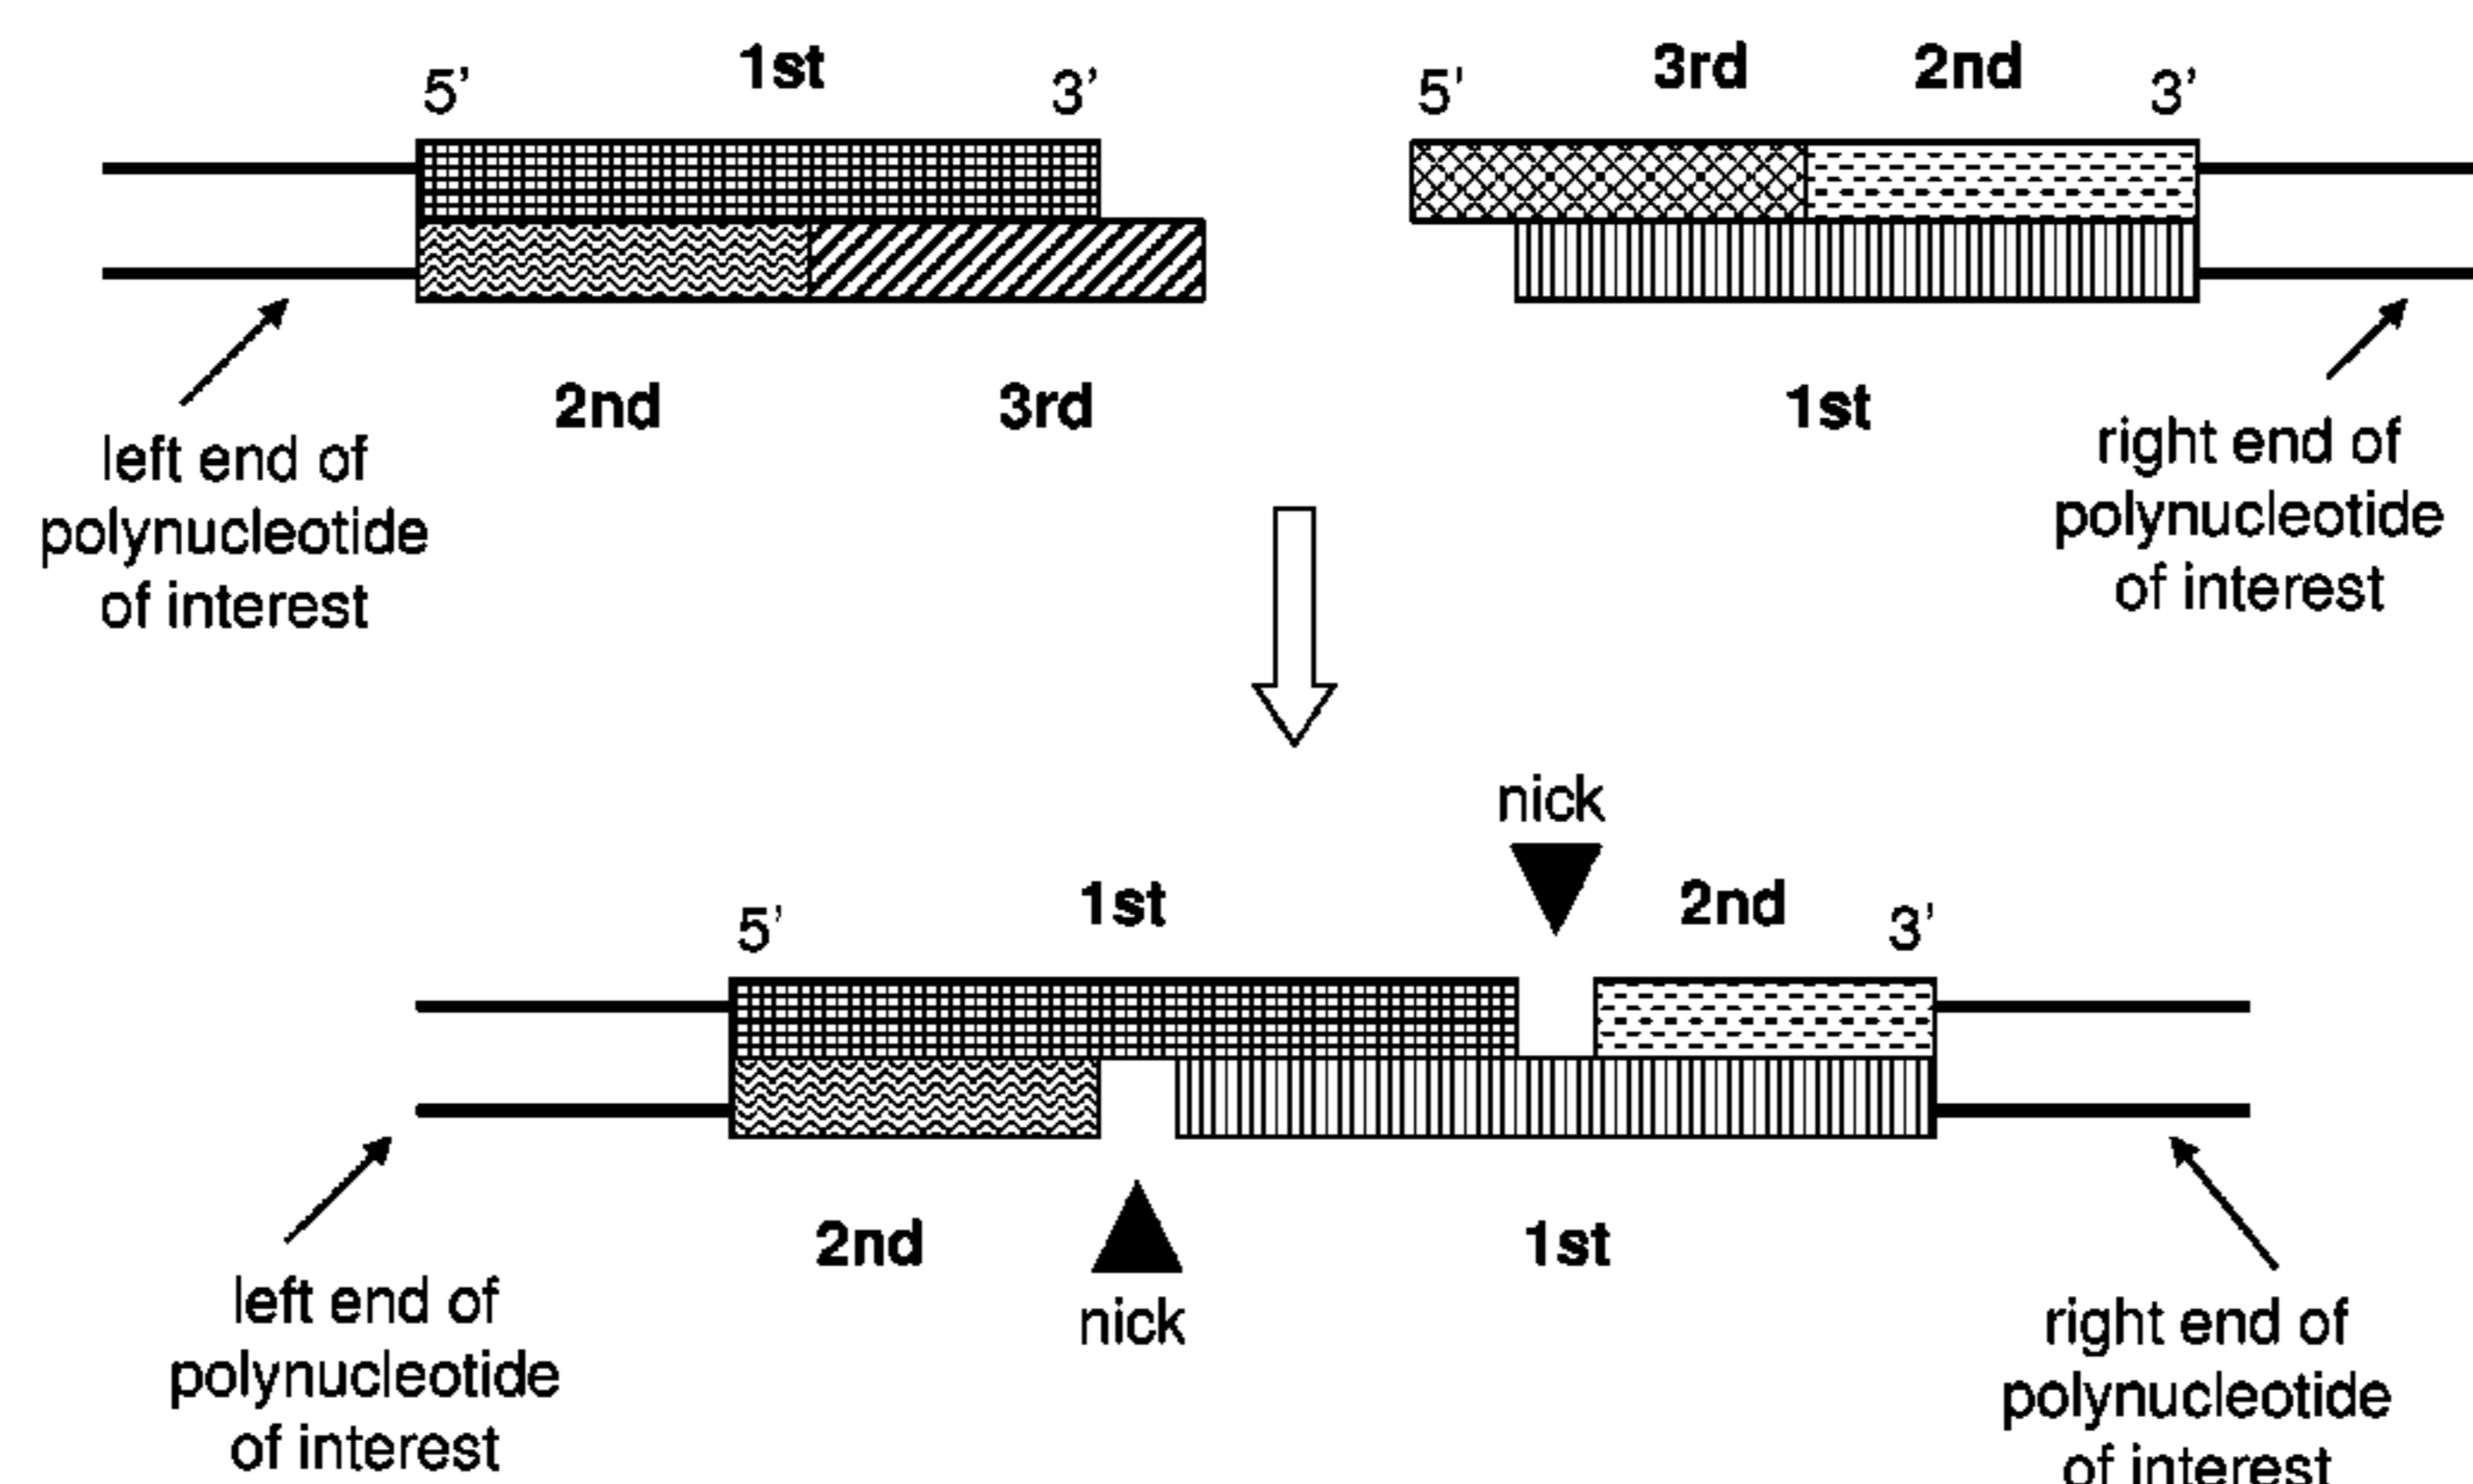 5' 1st 3'
5' 3rd 2nd 3'
2nd 3rd
1st
left end of
polynucleotide
of interest
right end of
polynucleotide
of interest
nick
5' 1st 2nd 3'
2nd 1st
nick
left end of
polynucleotide
of interest
right end of
polynucleotide
of interest